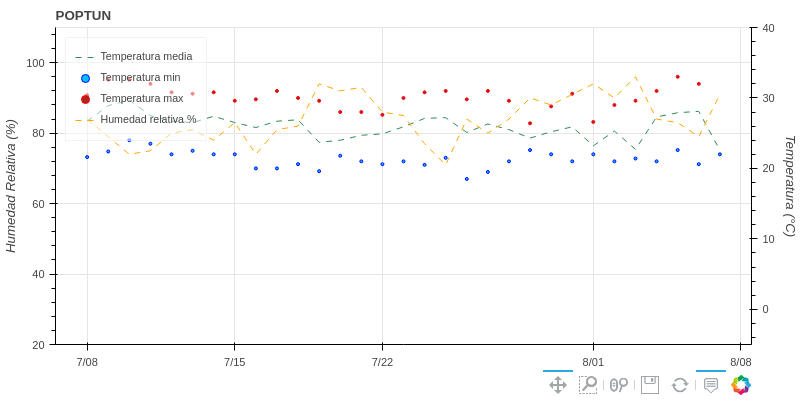 POPTUN
Temperatura media
Temperatura min
Temperatura max
Humedad relativa %
Humedad Relativa (%)
100
80
60
40
20
40
30
20
10
0
Temperatura (°C)
7/08
7/15
7/22
8/01
8/08